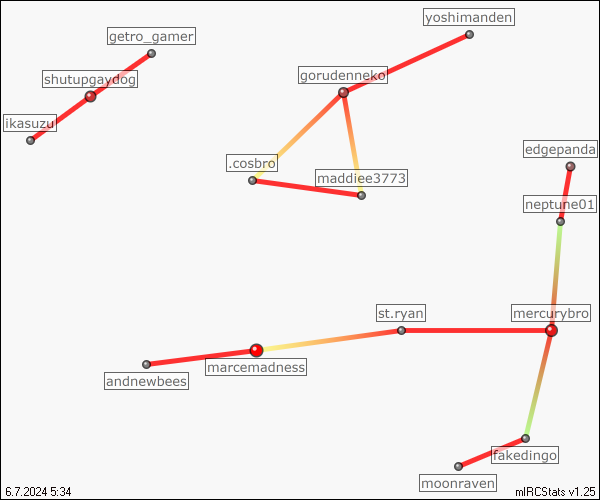 yoshimanden
getro_gamer
gorudenneko
shutupgaydog
ikasuzu
edgepanda
.cosbro
maddiee3773
neptune01
st.ryan
mercurybro
marcemadness
andnewbees
fakedingo
moonraven
6.7.2024 5:34
mIRCStats v1.25